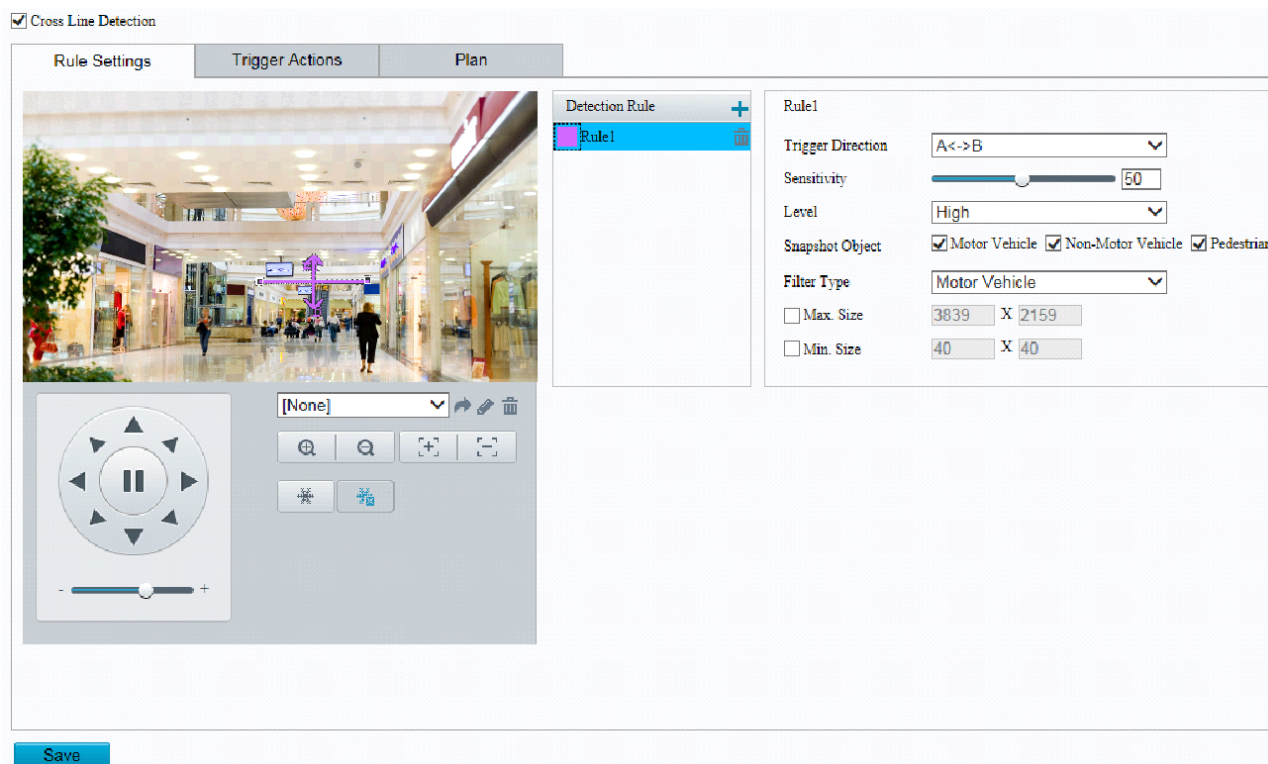 Cross Line Detection
Rule Settings
Trigger Actions
Plan
Detection Rule
Rule1
Rule1
Trigger Direction A<->B
Sensitivity 50
Level High
Snapshot Object Motor Vehicle Non-Motor Vehicle Pedestrian
Filter Type Motor Vehicle
Max. Size 3839 X 2159
Min. Size 40 X 40
[None]
- +
Save